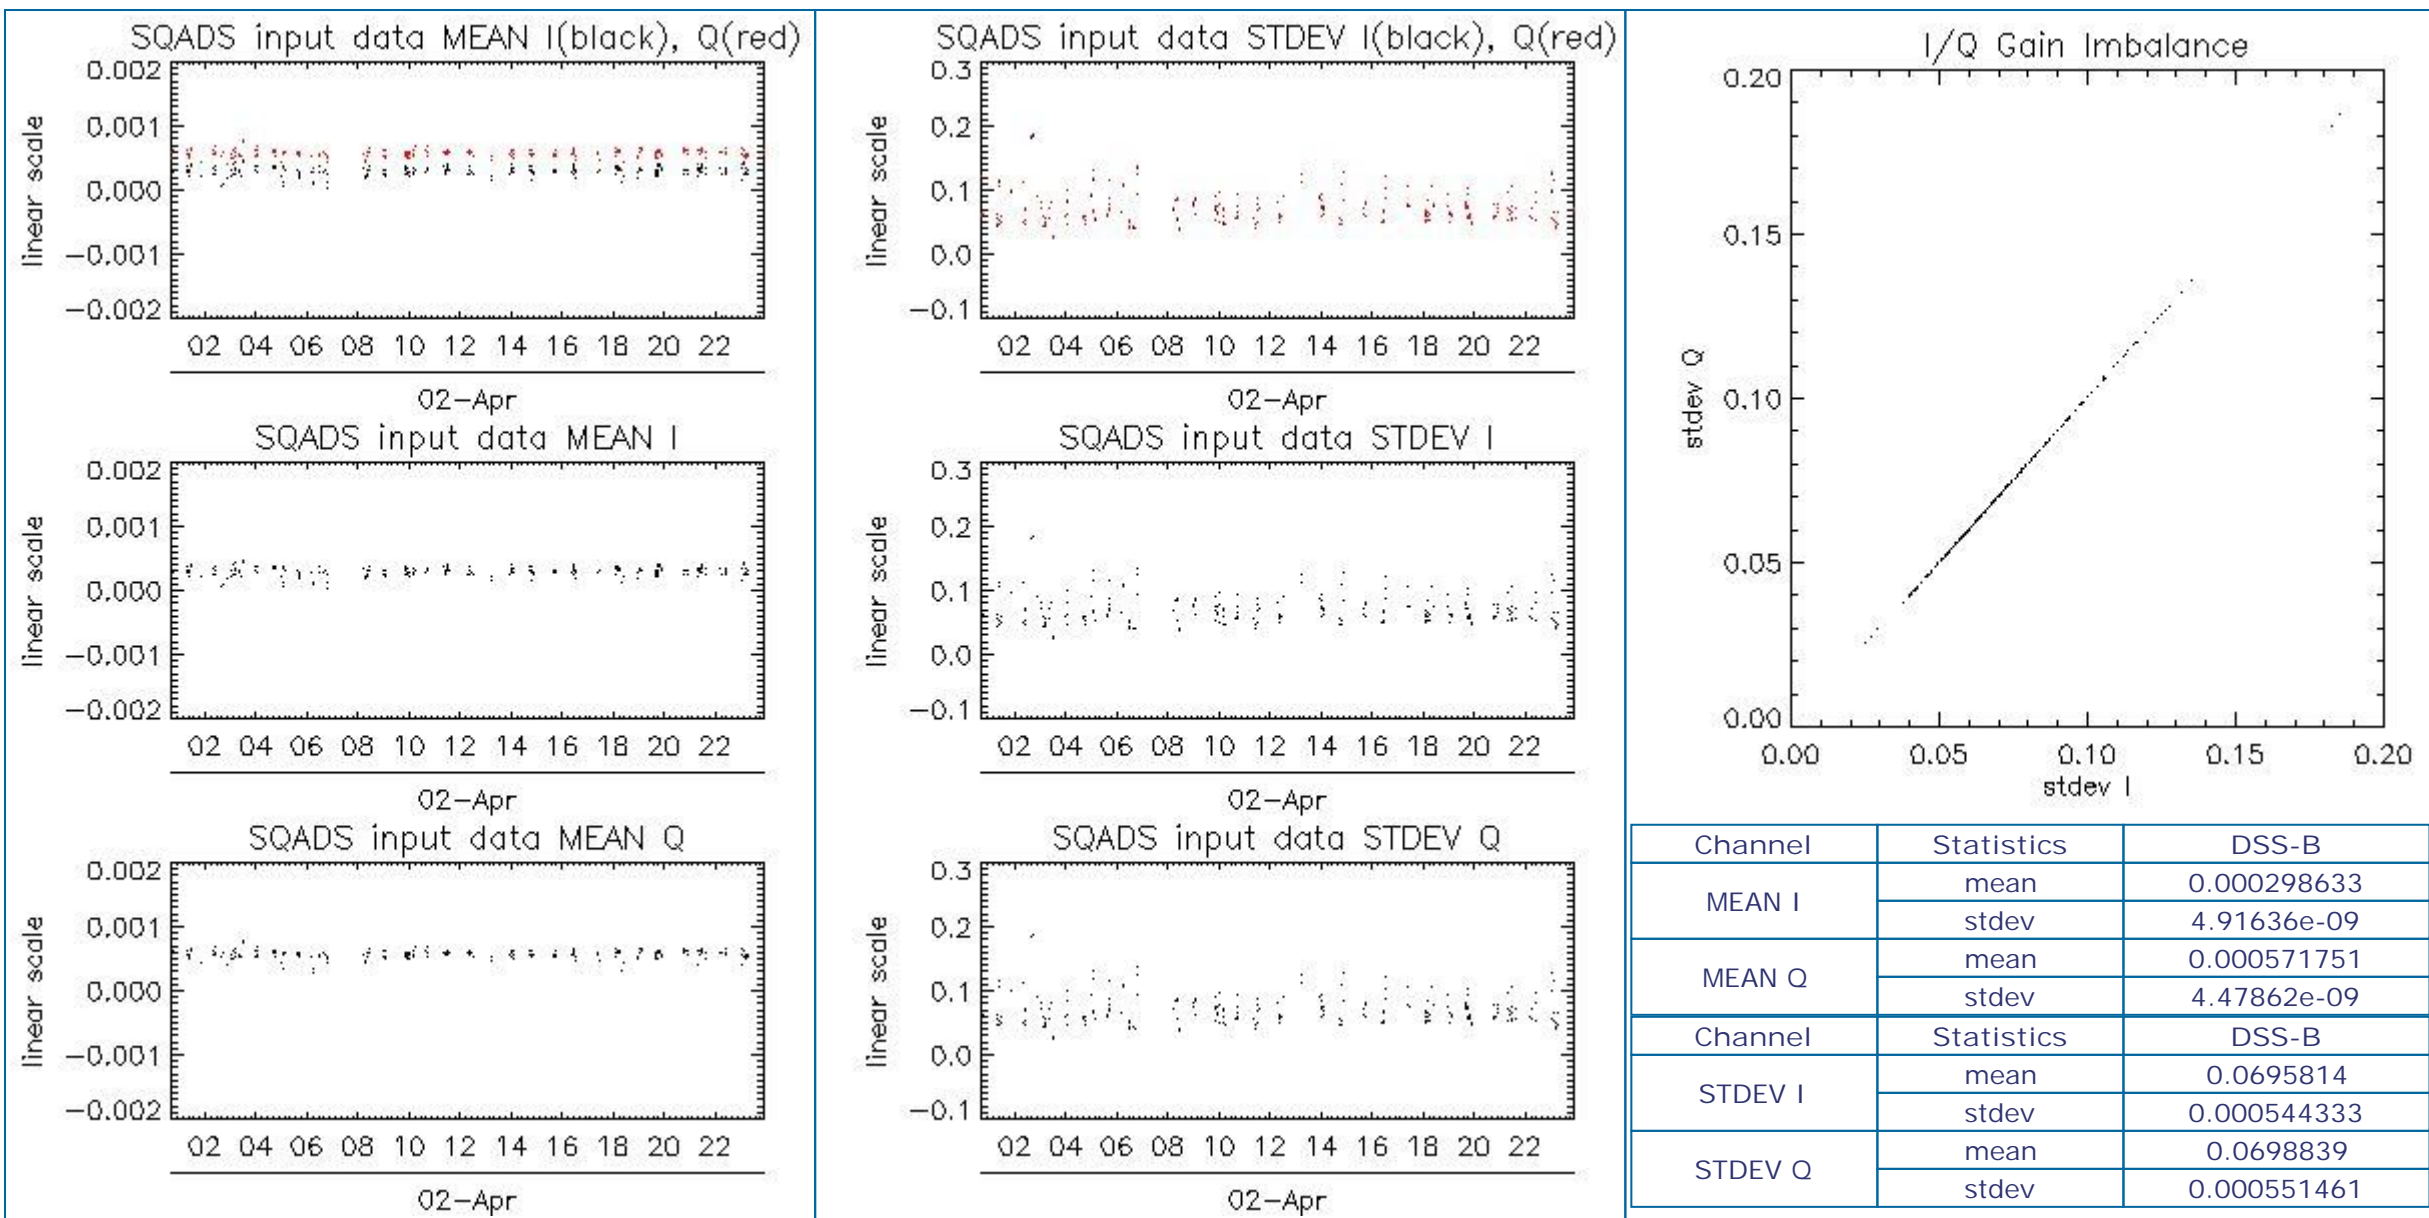 SQADS input data MEAN I(black), Q(red)
0.002
0.001
0.000
−0.001
−0.002
linear scale
02 04 06 08 10 12 14 16 18 20 22
02−Apr
SQADS input data MEAN I
0.002
0.001
0.000
−0.001
−0.002
linear scale
02 04 06 08 10 12 14 16 18 20 22
02−Apr
SQADS input data MEAN Q
0.002
0.001
0.000
−0.001
−0.002
linear scale
02 04 06 08 10 12 14 16 18 20 22
02−Apr
SQADS input data STDEV I(black), Q(red)
0.3
0.2
0.1
0.0
−0.1
linear scale
02 04 06 08 10 12 14 16 18 20 22
02−Apr
SQADS input data STDEV I
0.3
0.2
0.1
0.0
−0.1
linear scale
02 04 06 08 10 12 14 16 18 20 22
02−Apr
SQADS input data STDEV Q
0.3
0.2
0.1
0.0
−0.1
linear scale
02 04 06 08 10 12 14 16 18 20 22
02−Apr
I/Q Gain Imbalance
0.20
0.15
0.10
0.05
0.00
stdev Q
0.00 0.05 0.10 0.15 0.20
stdev I
Channel Statistics DSS-B
MEAN I mean 0.000298633
stdev 4.91636e-09
MEAN Q mean 0.000571751
stdev 4.47862e-09
Channel Statistics DSS-B
STDEV I mean 0.0695814
stdev 0.000544333
STDEV Q mean 0.0698839
stdev 0.000551461